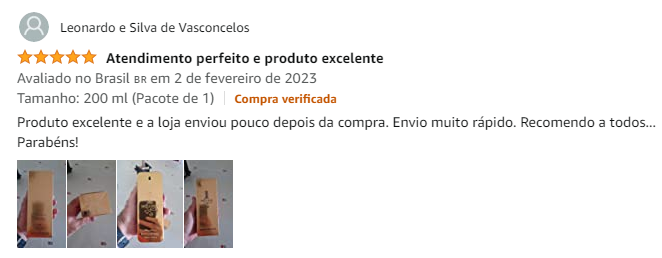 Leonardo e Silva de Vasconcelos
Atendimento perfeito e produto excelente
Avaliado no Brasil BR em 2 de fevereiro de 2023
Tamanho: 200 ml (Pacote de 1) | Compra verificada
Produto excelente e a loja enviou pouco depois da compra. Envio muito rápido. Recomendo a todos...
Parabéns!